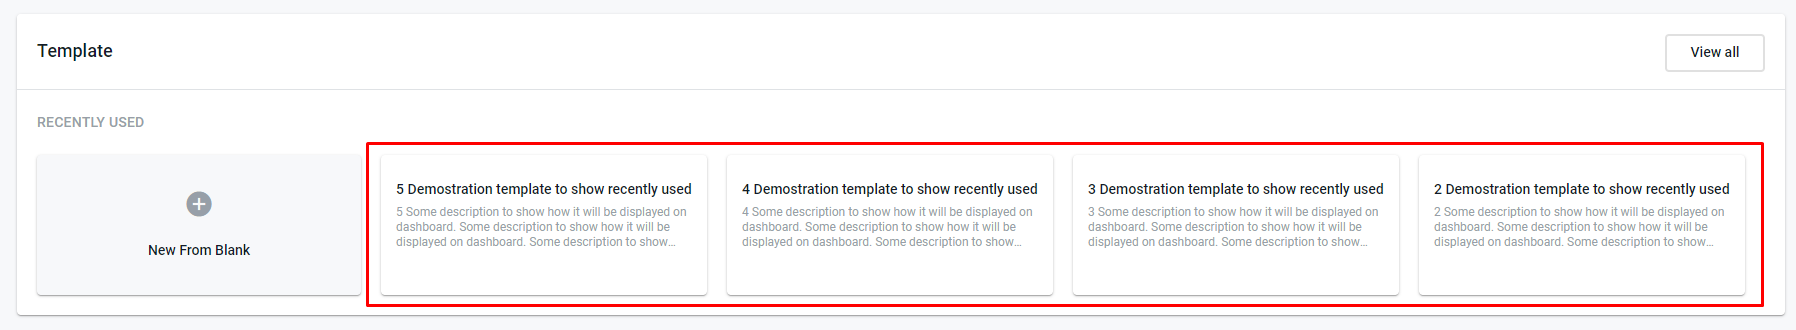 Template
View all
RECENTLY USED
New From Blank
5 Demostration template to show recently used
5 Some description to show how it will be displayed on
dashboard. Some description to show how it will be
displayed on dashboard. Some description to show...
4 Demostration template to show recently used
4 Some description to show how it will be displayed on
dashboard. Some description to show how it will be
displayed on dashboard. Some description to show...
3 Demostration template to show recently used
3 Some description to show how it will be displayed on
dashboard. Some description to show how it will be
displayed on dashboard. Some description to show...
2 Demostration template to show recently used
2 Some description to show how it will be displayed on
dashboard. Some description to show how it will be
displayed on dashboard. Some description to show...